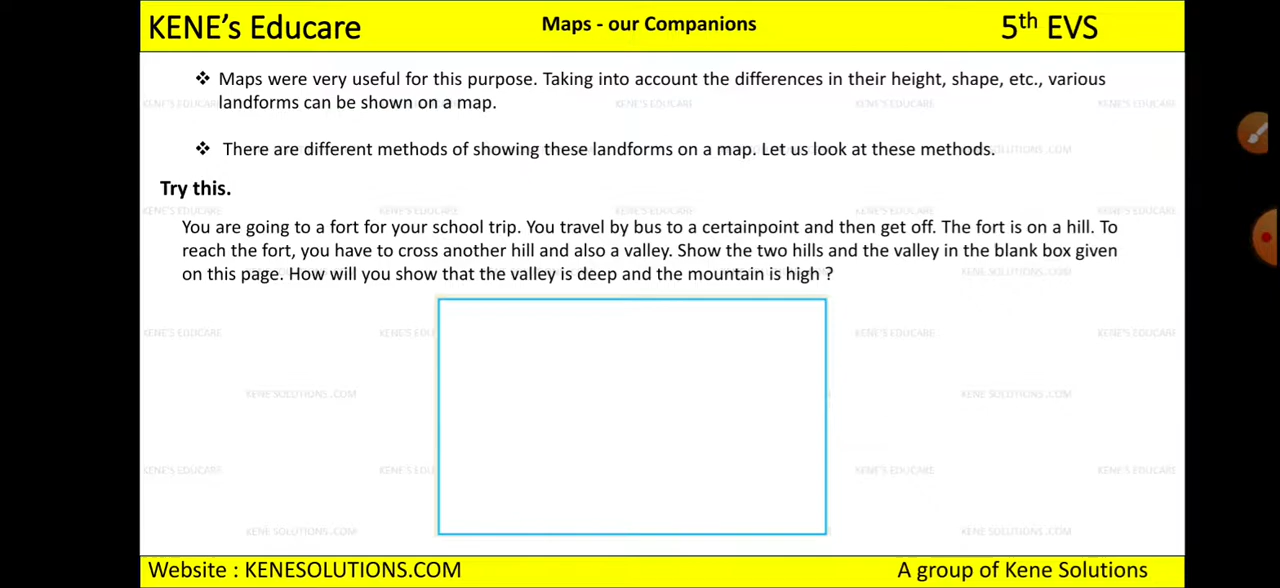 KENE's Educare
Maps - our Companions
5th EVS
❖ Maps were very useful for this purpose. Taking into account the differences in their height, shape, etc., various
landforms can be shown on a map.
❖ There are different methods of showing these landforms on a map. Let us look at these methods.
Try this.
You are going to a fort for your school trip. You travel by bus to a certainpoint and then get off. The fort is on a hill. To
reach the fort, you have to cross another hill and also a valley. Show the two hills and the valley in the blank box given
on this page. How will you show that the valley is deep and the mountain is high ?
KENE'S EDUCARE
KENE SOLUTIONS .COM
Website : KENESOLUTIONS.COM
A group of Kene Solutions